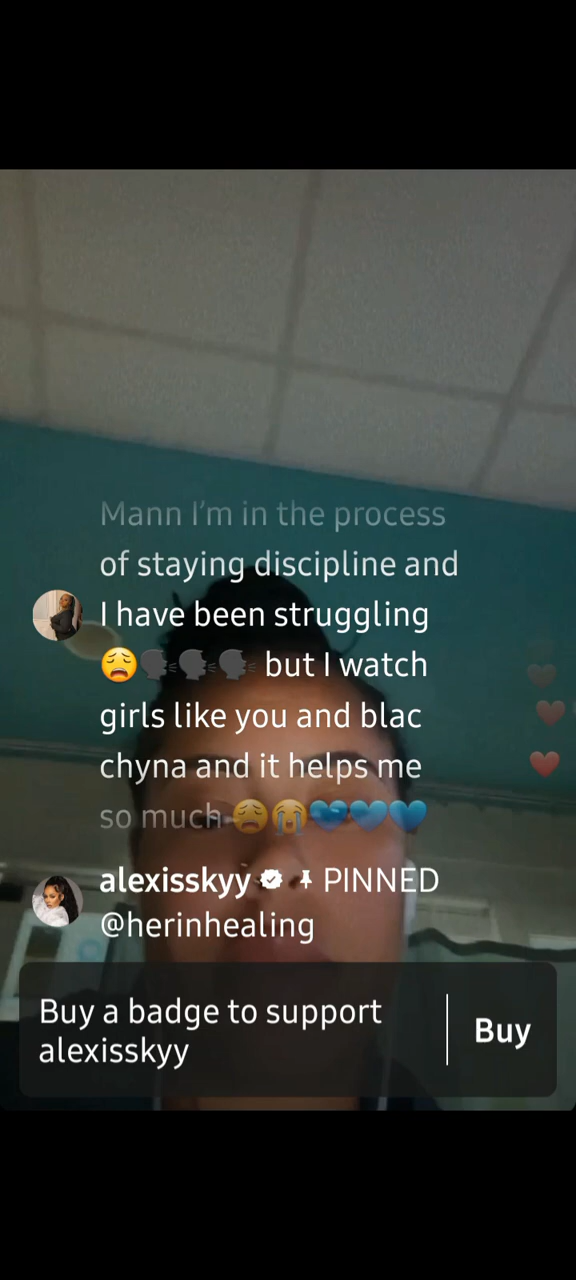 Mann I'm in the process
of staying discipline and
I have been struggling
😩🗣🗣🗣 but I watch
girls like you and blac
chyna and it helps me
so much 😩😭💙💙💙
alexisskyy PINNED
@herinhealing
Buy a badge to support
alexisskyy
Buy